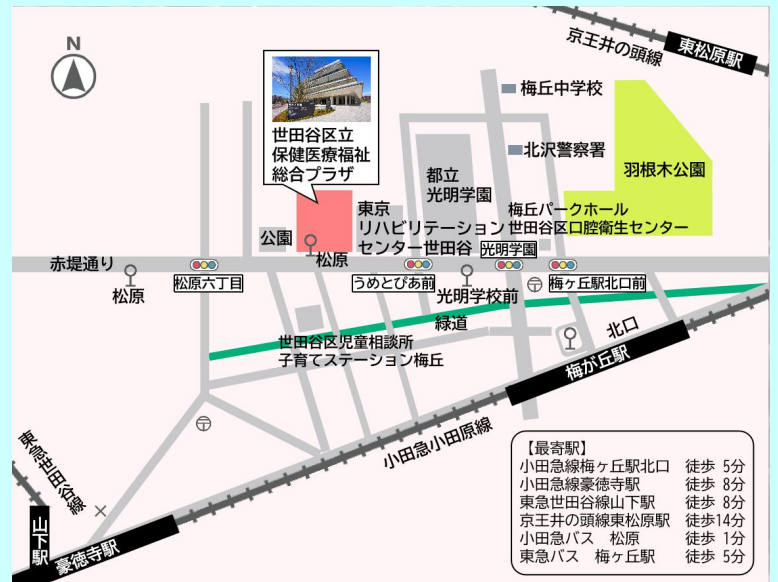 N
京王井の頭線
東松原駅
梅丘中学校
北沢警察署
羽根木公園
世田谷区立
保健医療福祉
総合プラザ
都立
光明学園
東京
リハビリテーション
センター世田谷
梅丘パークホール
世田谷区口腔衛生センター
光明学園
公園
松原
赤堤通り
松原
松原六丁目
うめとぴあ前
光明学校前
梅ヶ丘駅北口前
緑道
世田谷区児童相談所
子育てステーション梅丘
北口
梅が丘駅
小田急小田原線
東急世田谷線
山下駅
豪徳寺駅
【最寄駅】
小田急線梅ヶ丘駅北口 徒歩 5分
小田急線豪徳寺駅 徒歩 8分
東急世田谷線山下駅 徒歩 8分
京王井の頭線東松原駅 徒歩14分
小田急バス 松原 徒歩 1分
東急バス 梅ヶ丘駅 徒歩 5分